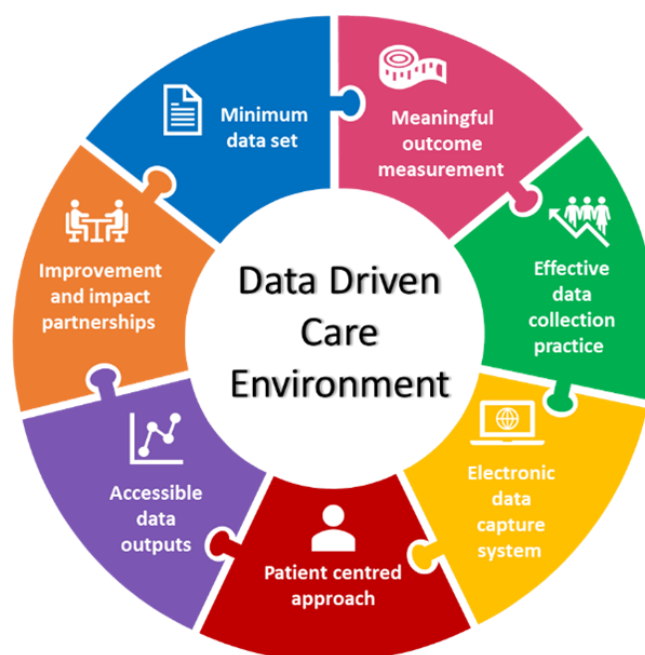 Minimum
data set
Meaningful
outcome
measurement
Effective
data
collection
practice
Electronic
data
capture
system
Patient centred
approach
Accessible
data
outputs
Improvement
and impact
partnerships
Data Driven
Care
Environment